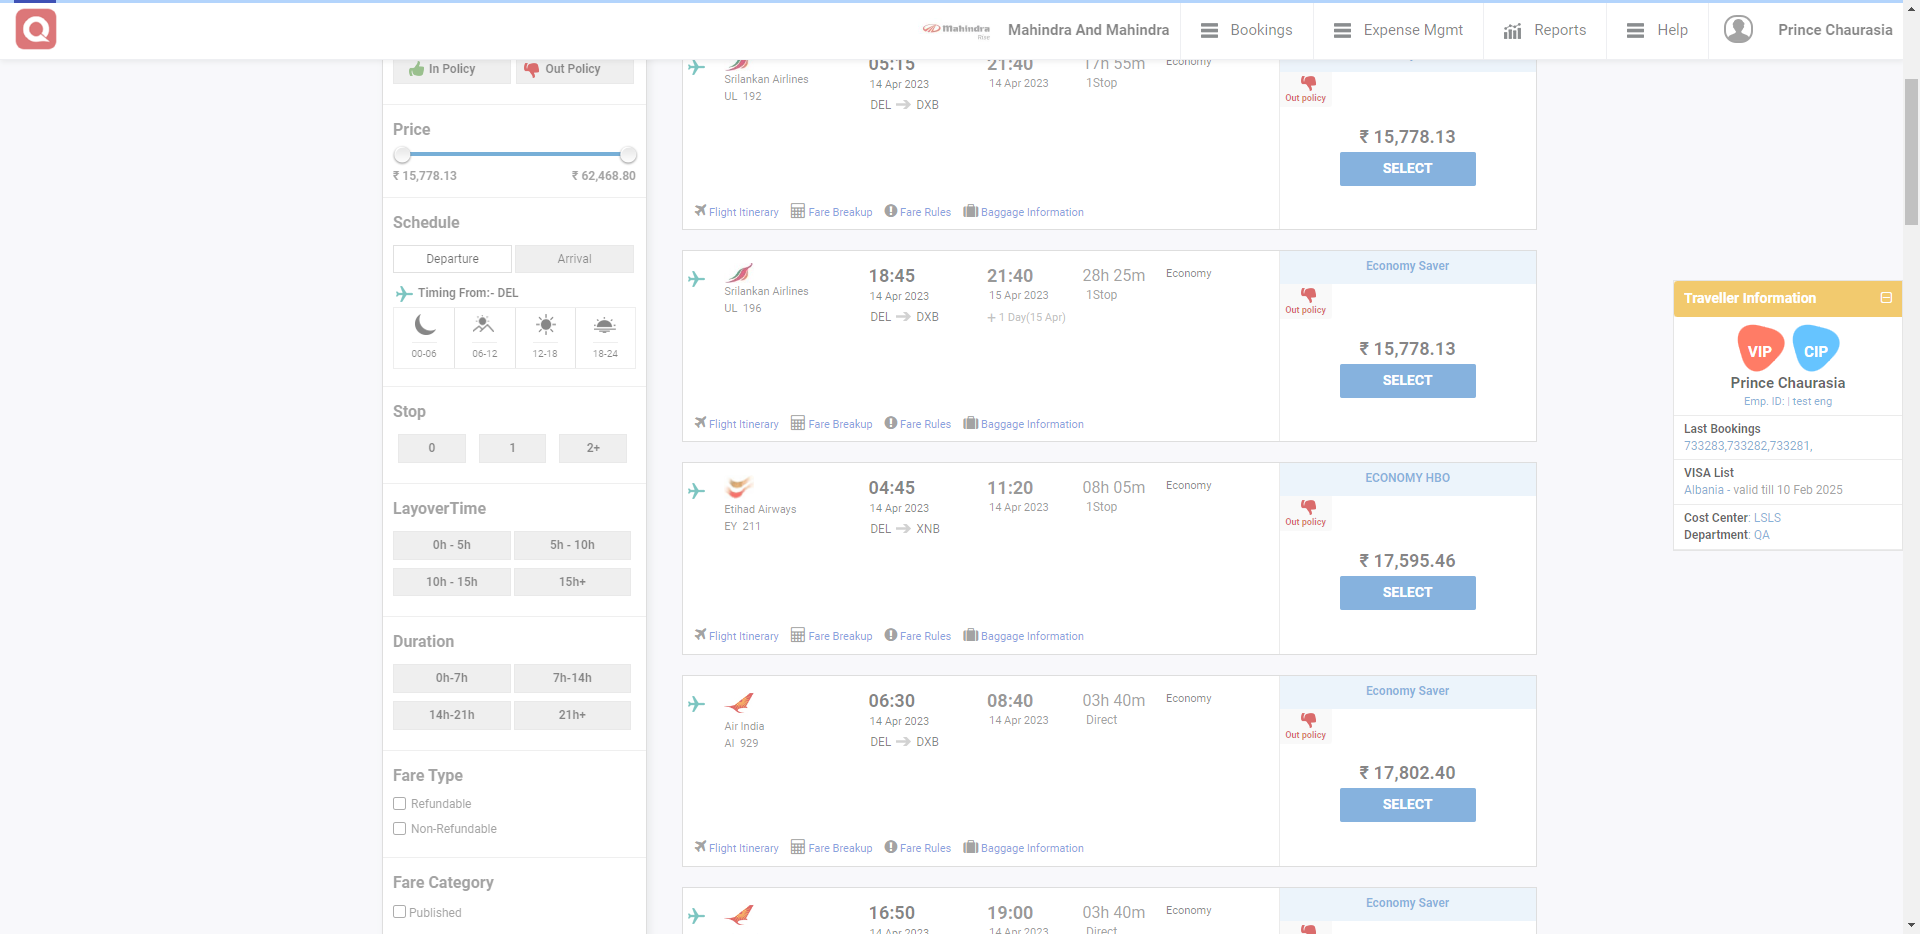 Mahindra Rise
Mahindra And Mahindra
Bookings
Expense Mgmt
Reports
Help
Prince Chaurasia
In Policy
Out Policy
Price
₹ 15,778.13
₹ 62,468.80
Schedule
Departure
Arrival
Timing From:- DEL
00-06
06-12
12-18
18-24
Stop
0
1
2+
LayoverTime
0h - 5h
5h - 10h
10h - 15h
15h+
Duration
0h-7h
7h-14h
14h-21h
21h+
Fare Type
Refundable
Non-Refundable
Fare Category
Published
05:15
21:40
17h 55m
Economy
Srilankan Airlines
14 Apr 2023
14 Apr 2023
1Stop
UL 192
DEL DXB
Out policy
₹ 15,778.13
SELECT
Flight Itinerary
Fare Breakup
Fare Rules
Baggage Information
18:45
21:40
28h 25m
Economy
Economy Saver
Srilankan Airlines
14 Apr 2023
15 Apr 2023
1Stop
UL 196
DEL DXB
+ 1 Day(15 Apr)
Out policy
₹ 15,778.13
SELECT
Flight Itinerary
Fare Breakup
Fare Rules
Baggage Information
04:45
11:20
08h 05m
Economy
ECONOMY HBO
Etihad Airways
14 Apr 2023
14 Apr 2023
1Stop
EY 211
DEL XNB
Out policy
₹ 17,595.46
SELECT
Flight Itinerary
Fare Breakup
Fare Rules
Baggage Information
06:30
08:40
03h 40m
Economy
Economy Saver
Air India
14 Apr 2023
14 Apr 2023
Direct
AI 929
DEL DXB
Out policy
₹ 17,802.40
SELECT
Flight Itinerary
Fare Breakup
Fare Rules
Baggage Information
16:50
19:00
03h 40m
Economy
Economy Saver
14 Apr 2023
14 Apr 2023
Direct
Traveller Information
VIP
CIP
Prince Chaurasia
Emp. ID: | test eng
Last Bookings
733283,733282,733281,
VISA List
Albania - valid till 10 Feb 2025
Cost Center: LSLS
Department: QA